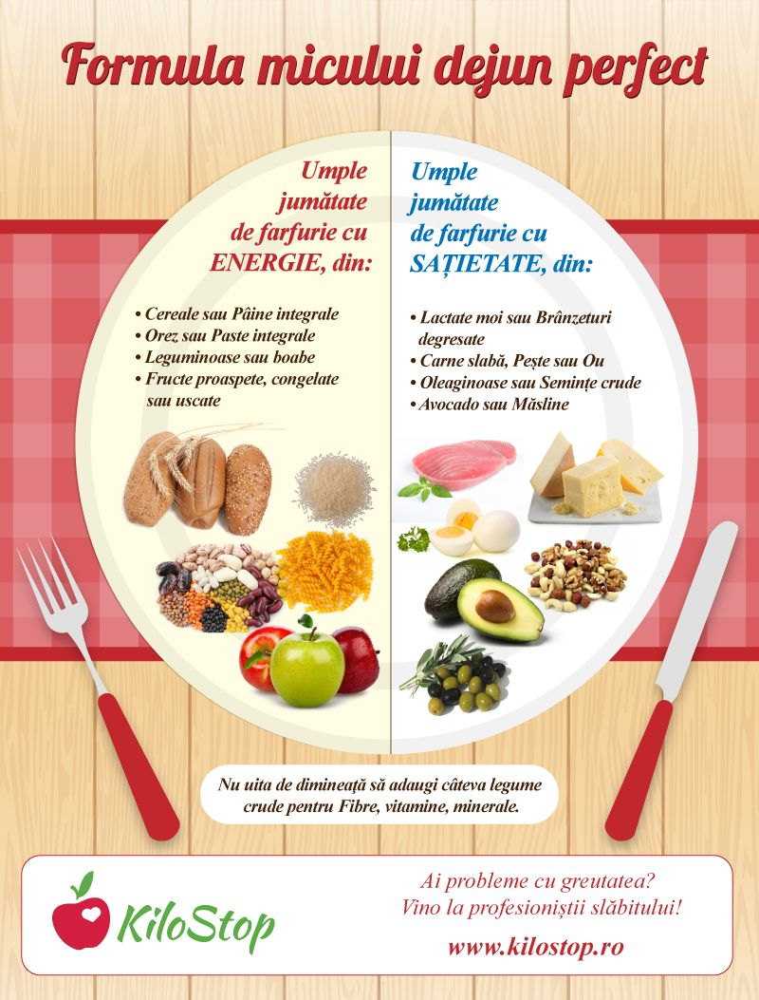 Formula micului dejun perfect
Umple
jumătate
de farfurie cu
ENERGIE, din:
• Cereale sau Pâine integrale
• Orez sau Paste integrale
• Leguminoase sau boabe
• Fructe proaspete, congelate
sau uscate
Umple
jumătate
de farfurie cu
SAȚIETATE, din:
• Lactate moi sau Brânzeturi
degresate
• Carne slabă, Pește sau Ou
• Oleaginoase sau Semințe crude
• Avocado sau Măsline
Nu uita de dimineaţă să adaugi câteva legume
crude pentru Fibre, vitamine, minerale.
KiloStop
Ai probleme cu greutatea?
Vino la profesioniștii slăbitului!
www.kilostop.ro